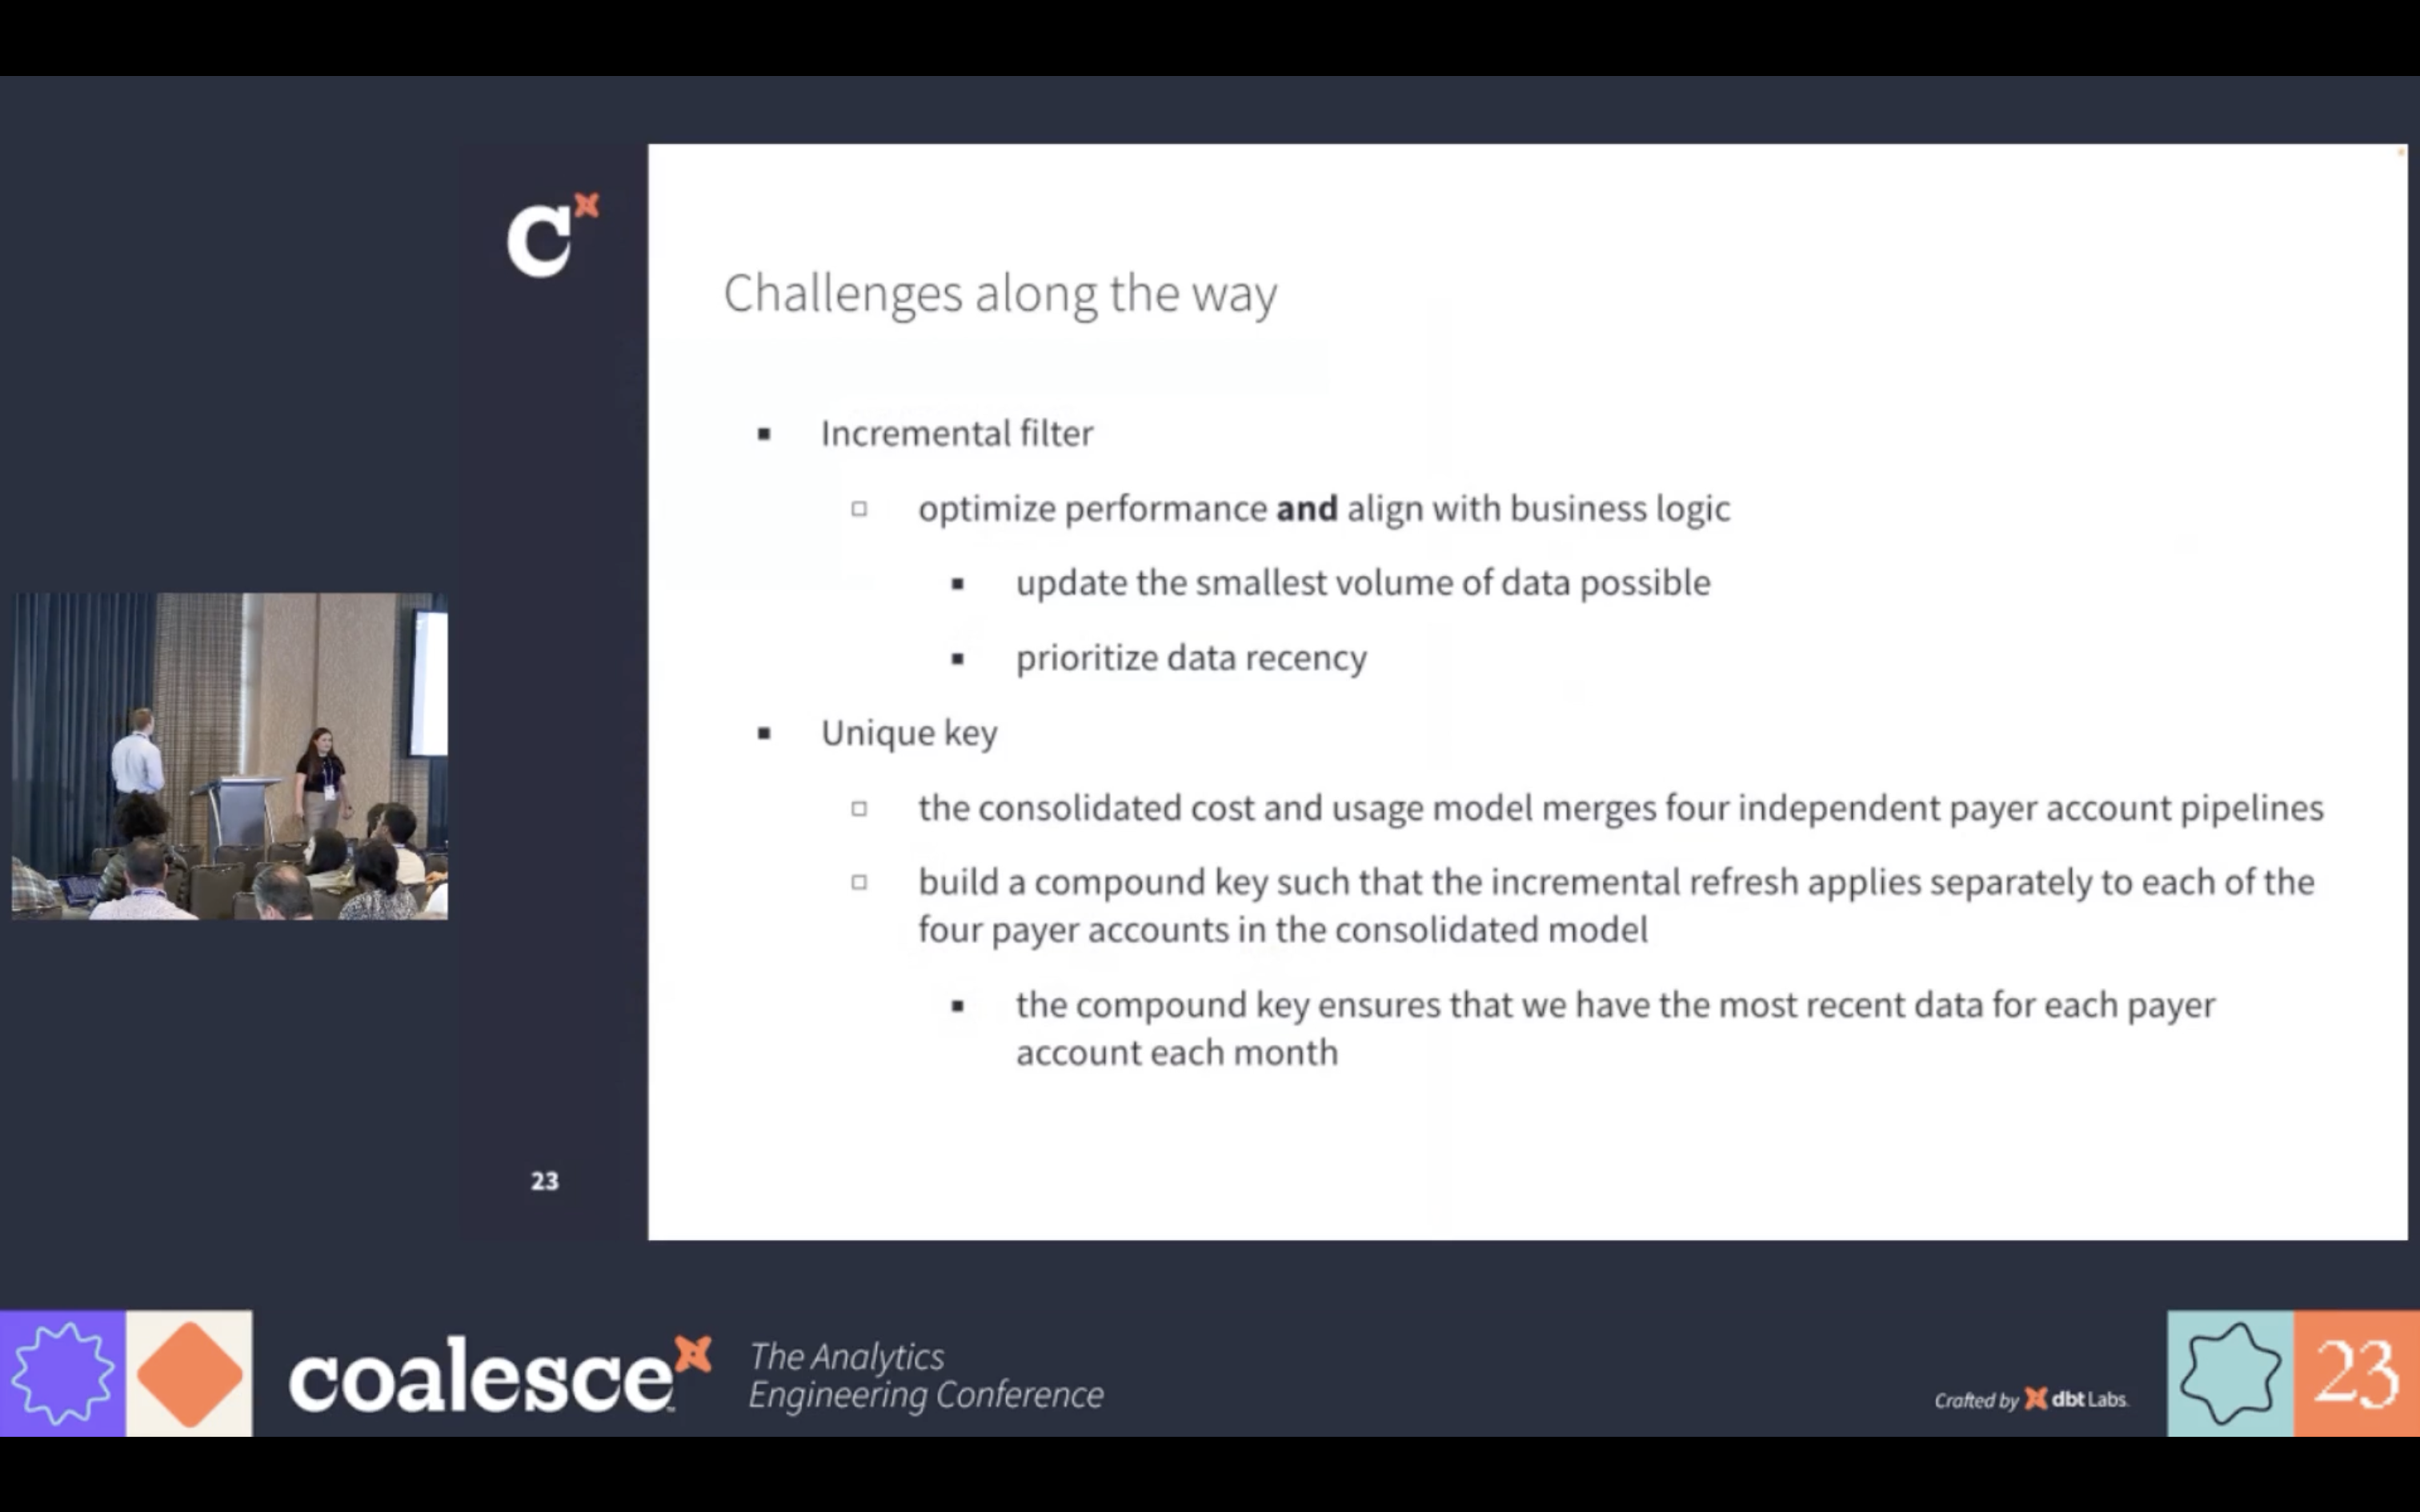 C
Challenges along the way
▪ Incremental filter
▫ optimize performance and align with business logic
▪ update the smallest volume of data possible
▪ prioritize data recency
▪ Unique key
▫ the consolidated cost and usage model merges four independent payer account pipelines
▫ build a compound key such that the incremental refresh applies separately to each of the
four payer accounts in the consolidated model
▪ the compound key ensures that we have the most recent data for each payer
account each month
23
coalesce
The Analytics
Engineering Conference
Crafted by dbt Labs.
23